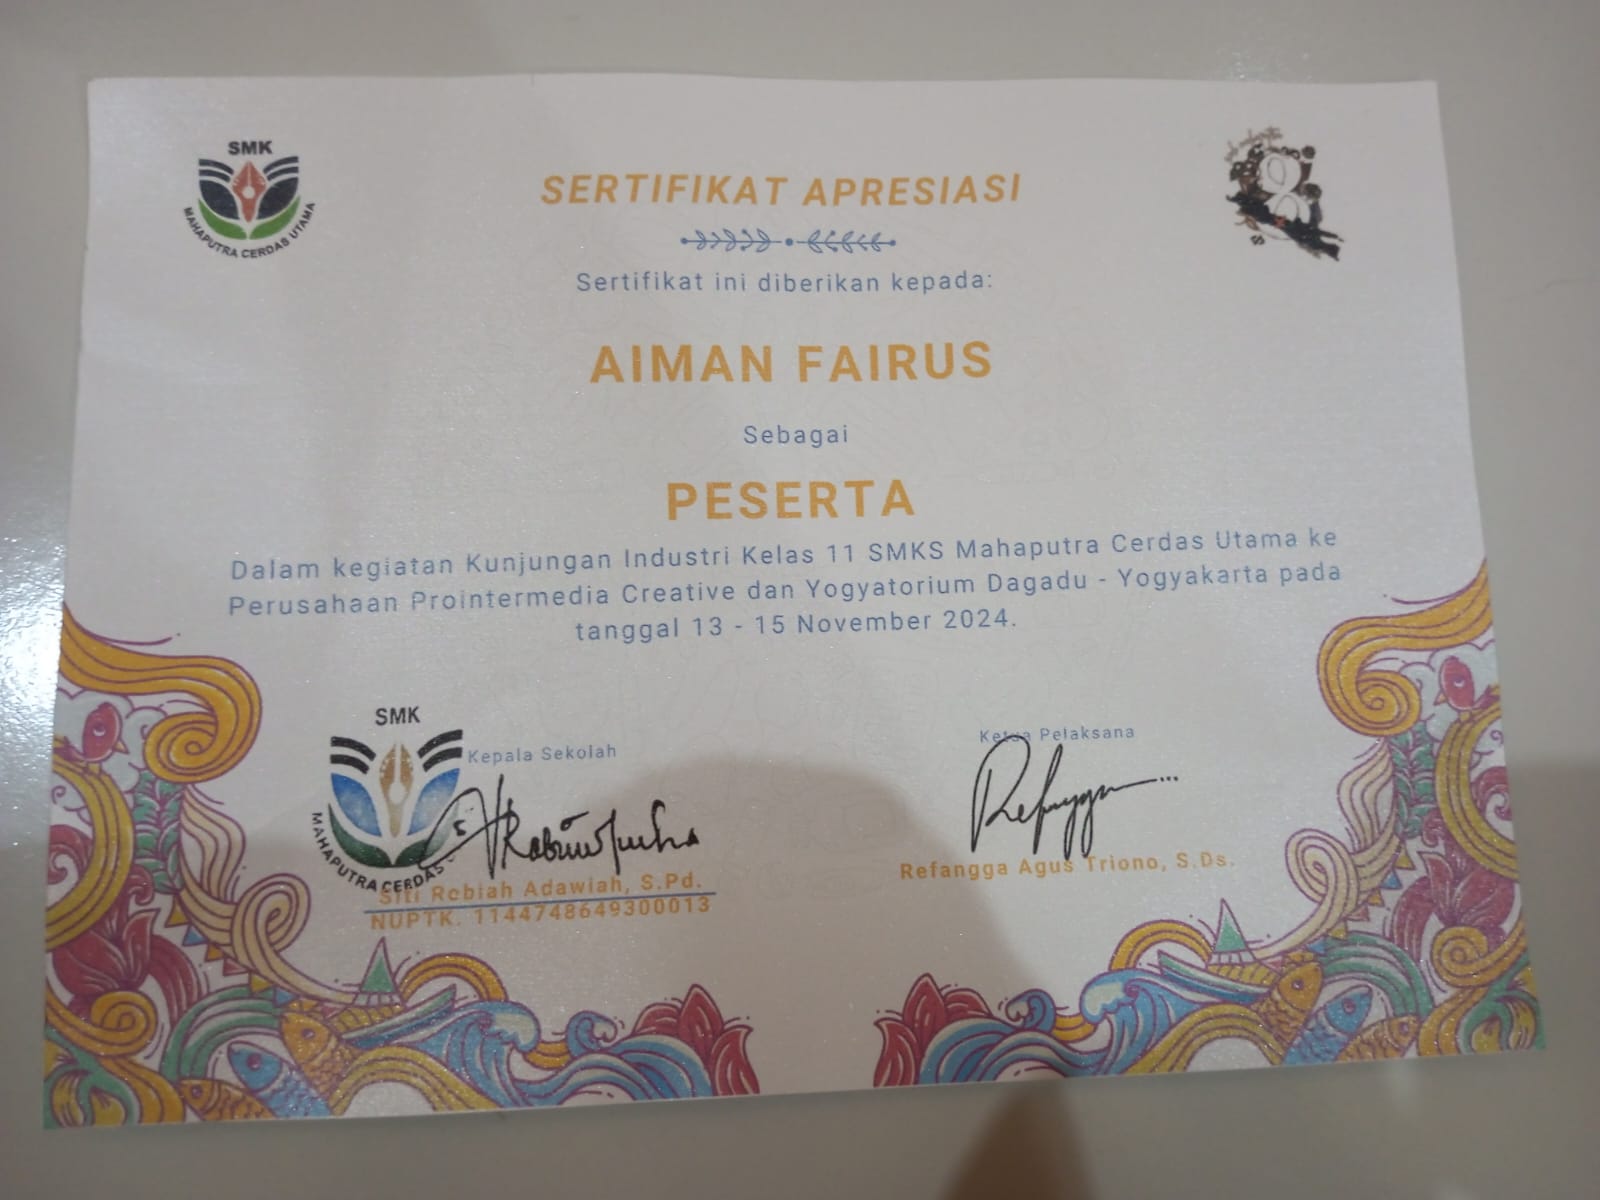 SMK
MAHAPUTRA CERDAS UTAMA
SERTIFIKAT APRESIASI
Sertifikat ini diberikan kepada:
AIMAN FAIRUS
Sebagai
PESERTA
Dalam kegiatan Kunjungan Industri Kelas 11 SMKS Mahaputra Cerdas Utama ke
Perusahaan Prointermedia Creative dan Yogyatorium Dagadu - Yogyakarta pada
tanggal 13 - 15 November 2024.
SMK
MAHAPUTRA CERDAS
Kepala Sekolah
Siti Robiah Adawiah, S.Pd.
NUPTK. 1144748649300013
Ketua Pelaksana
Refangga Agus Triono, S.Ds.